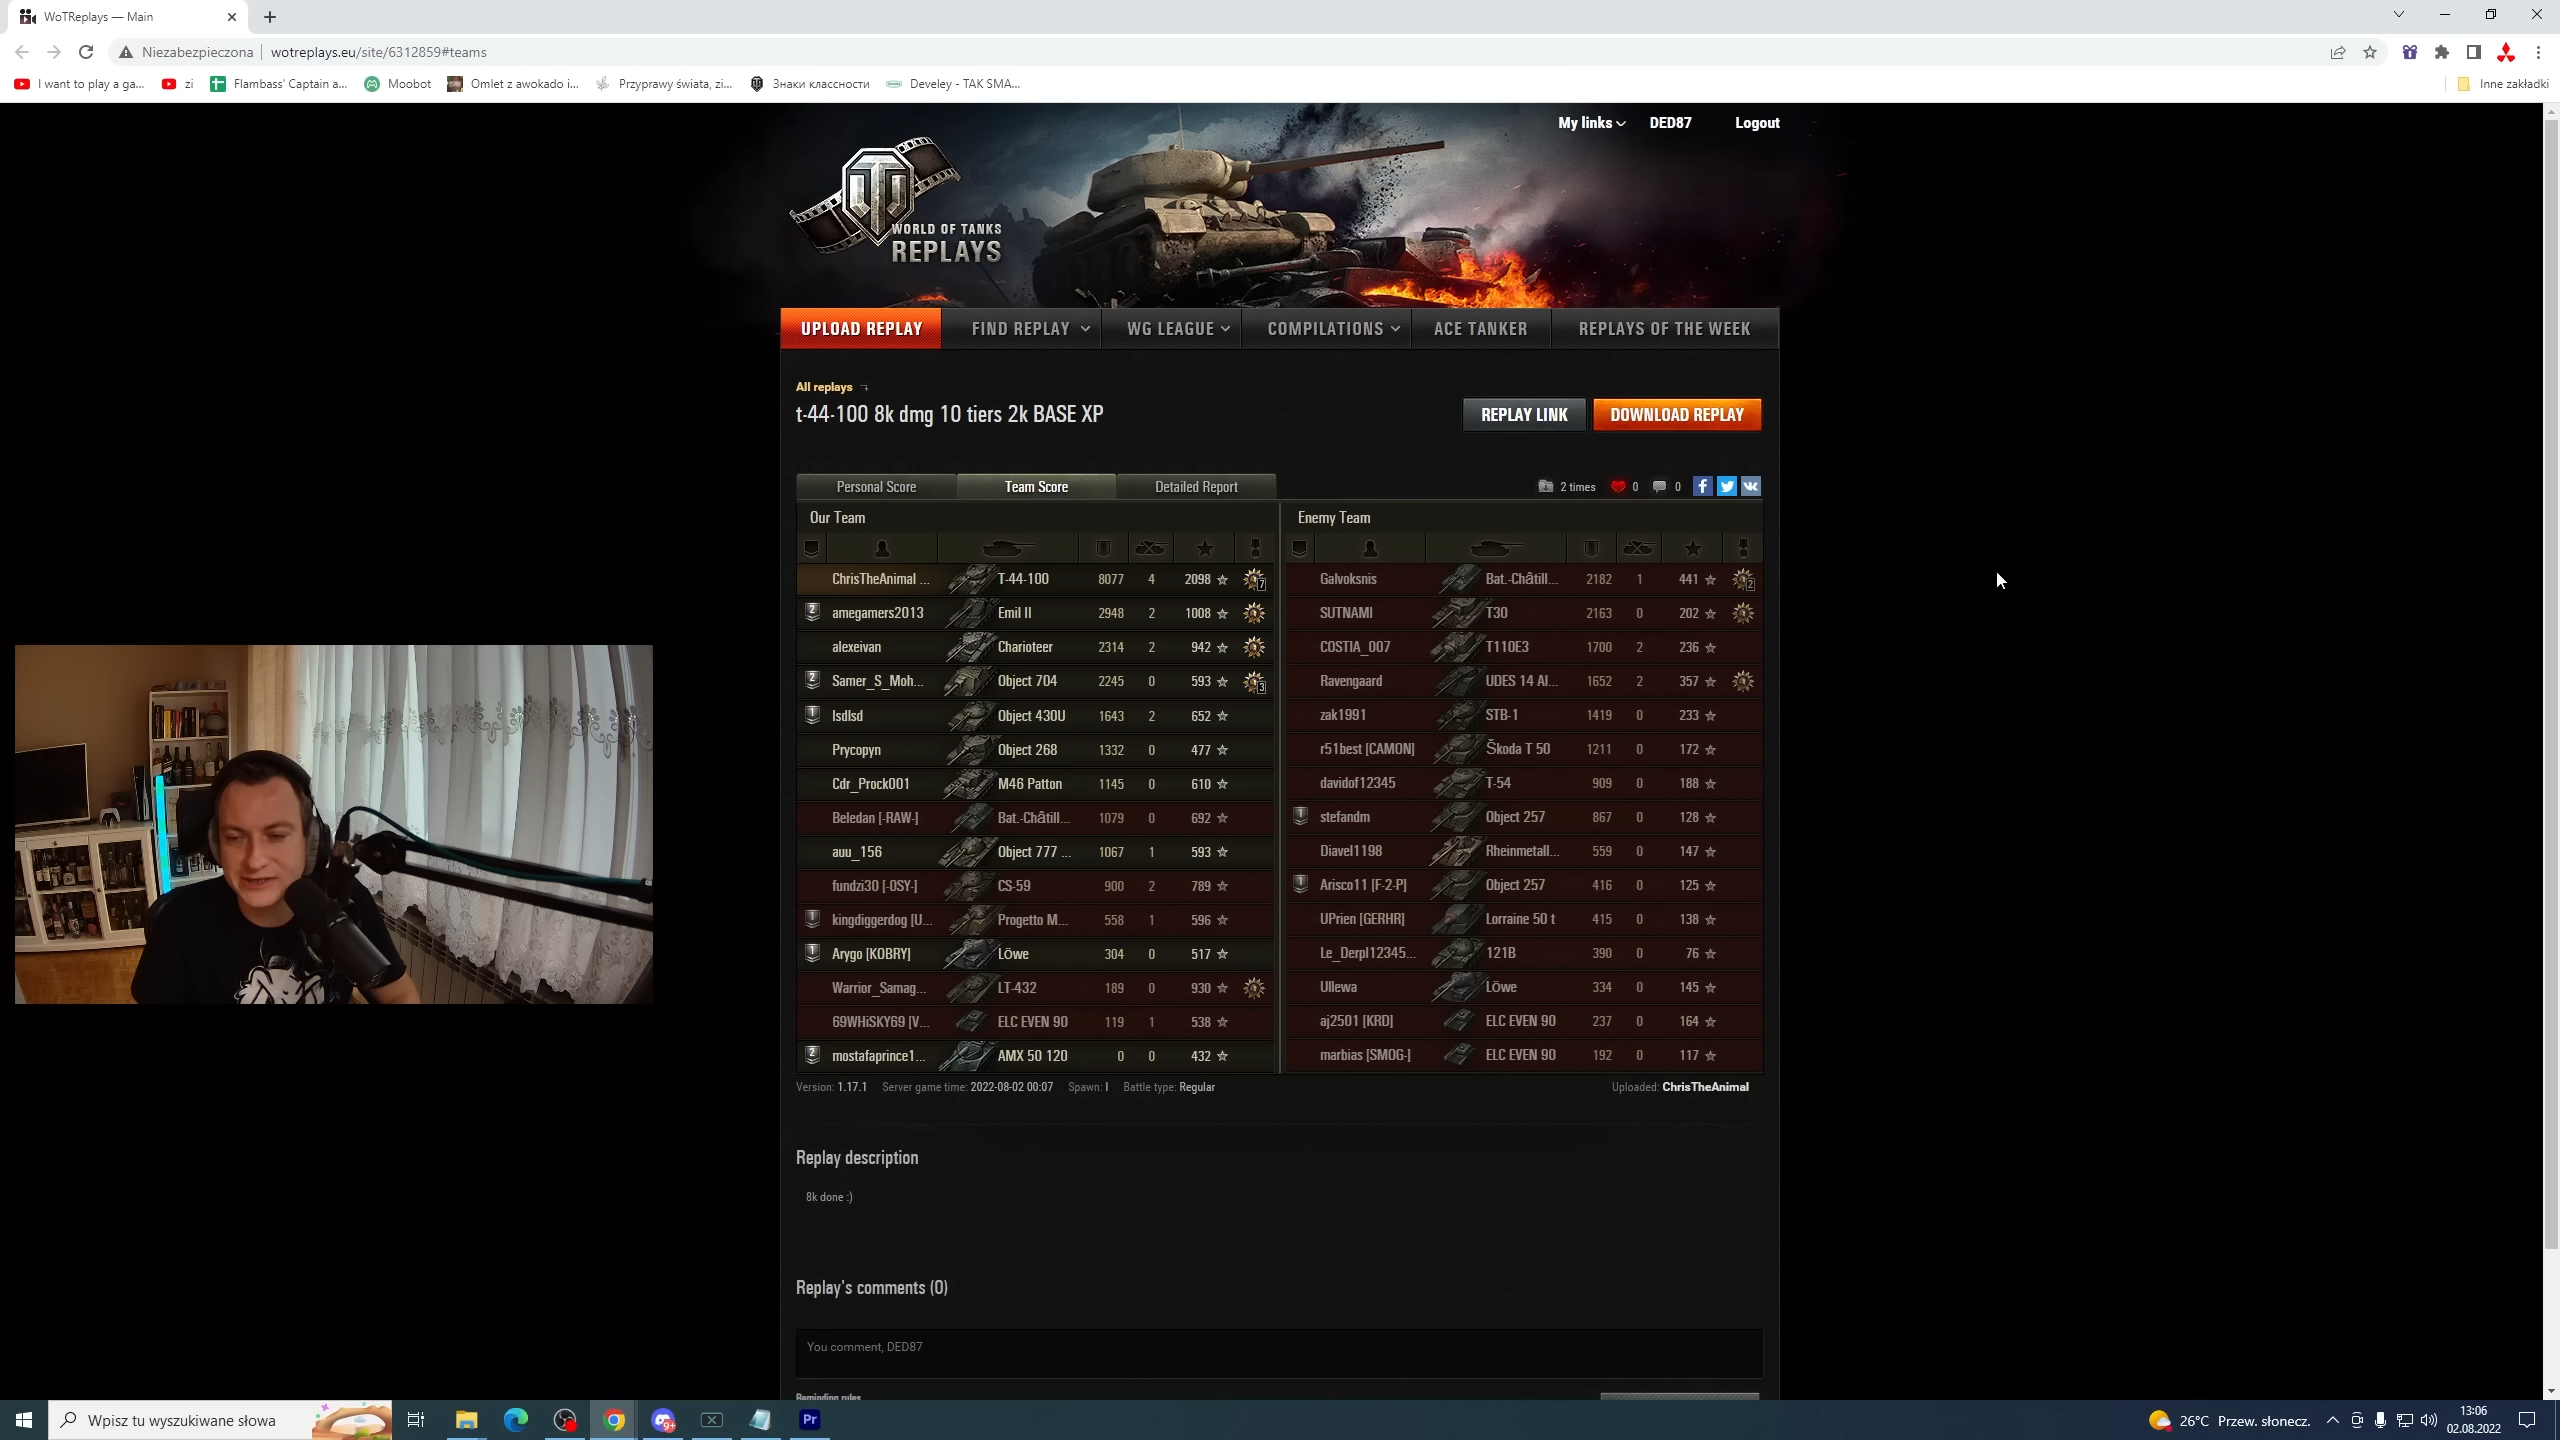 WoTReplays — Main
Niezabezpieczona wotreplays.eu/site/6312859#teams
I want to play a ga... zi Flambass' Captain a... Moobot Omlet z awokado i... Przyprawy świata, zi... Знаки классности Develey - TAK SMA... Inne zakładki
My links DED87 Logout
WORLD OF TANKS
REPLAYS
UPLOAD REPLAY FIND REPLAY WG LEAGUE COMPILATIONS ACE TANKER REPLAYS OF THE WEEK
All replays
t-44-100 8k dmg 10 tiers 2k BASE XP REPLAY LINK DOWNLOAD REPLAY
Personal Score Team Score Detailed Report 2 times 0 0
Our Team Enemy Team
ChrisTheAnimal ... T-44-100 8077 4 2098 7 Galvoksnis Bat.-Châtill... 2182 1 441 2
2 amegamers2013 Emil II 2948 2 1008 SUTNAMI T30 2163 0 202
alexeivan Charioteer 2314 2 942 COSTIA_007 T110E3 1700 2 236
2 Samer_S_Moh... Object 704 2245 0 593 3 Ravengaard UDES 14 Al... 1652 2 357
1 lsdlsd Object 430U 1643 2 652 zak1991 STB-1 1419 0 233
Prycopyn Object 268 1332 0 477 r51best [CAMON] Škoda T 50 1211 0 172
Cdr_Prock001 M46 Patton 1145 0 610 davidof12345 T-54 909 0 188
Beledan [-RAW-] Bat.-Châtill... 1079 0 692 1 stefandm Object 257 867 0 128
auu_156 Object 777 ... 1067 1 593 Diavel1198 Rheinmetall... 559 0 147
fundzi30 [-OSY-] CS-59 900 2 789 1 Arisco11 [F-2-P] Object 257 416 0 125
1 kingdiggerdog [U... Progetto M... 558 1 596 UPrien [GERHR] Lorraine 50 t 415 0 138
1 Arygo [KOBRY] Löwe 304 0 517 Le_Derpl12345... 121B 390 0 76
Warrior_Samag... LT-432 189 0 930 Ullewa Löwe 334 0 145
69WHiSKY69 [V... ELC EVEN 90 119 1 538 aj2501 [KRD] ELC EVEN 90 237 0 164
2 mostafaprince1... AMX 50 120 0 0 432 marbias [SMOG-] ELC EVEN 90 192 0 117
Version: 1.17.1 Server game time: 2022-08-02 00:07 Spawn: I Battle type: Regular Uploaded: ChrisTheAnimal
Replay description
8k done :)
Replay's comments (0)
You comment, DED87
Reminding rules
Wpisz tu wyszukiwane słowa 9+ Pr 26°C Przew. słonecz. 13:06
02.08.2022